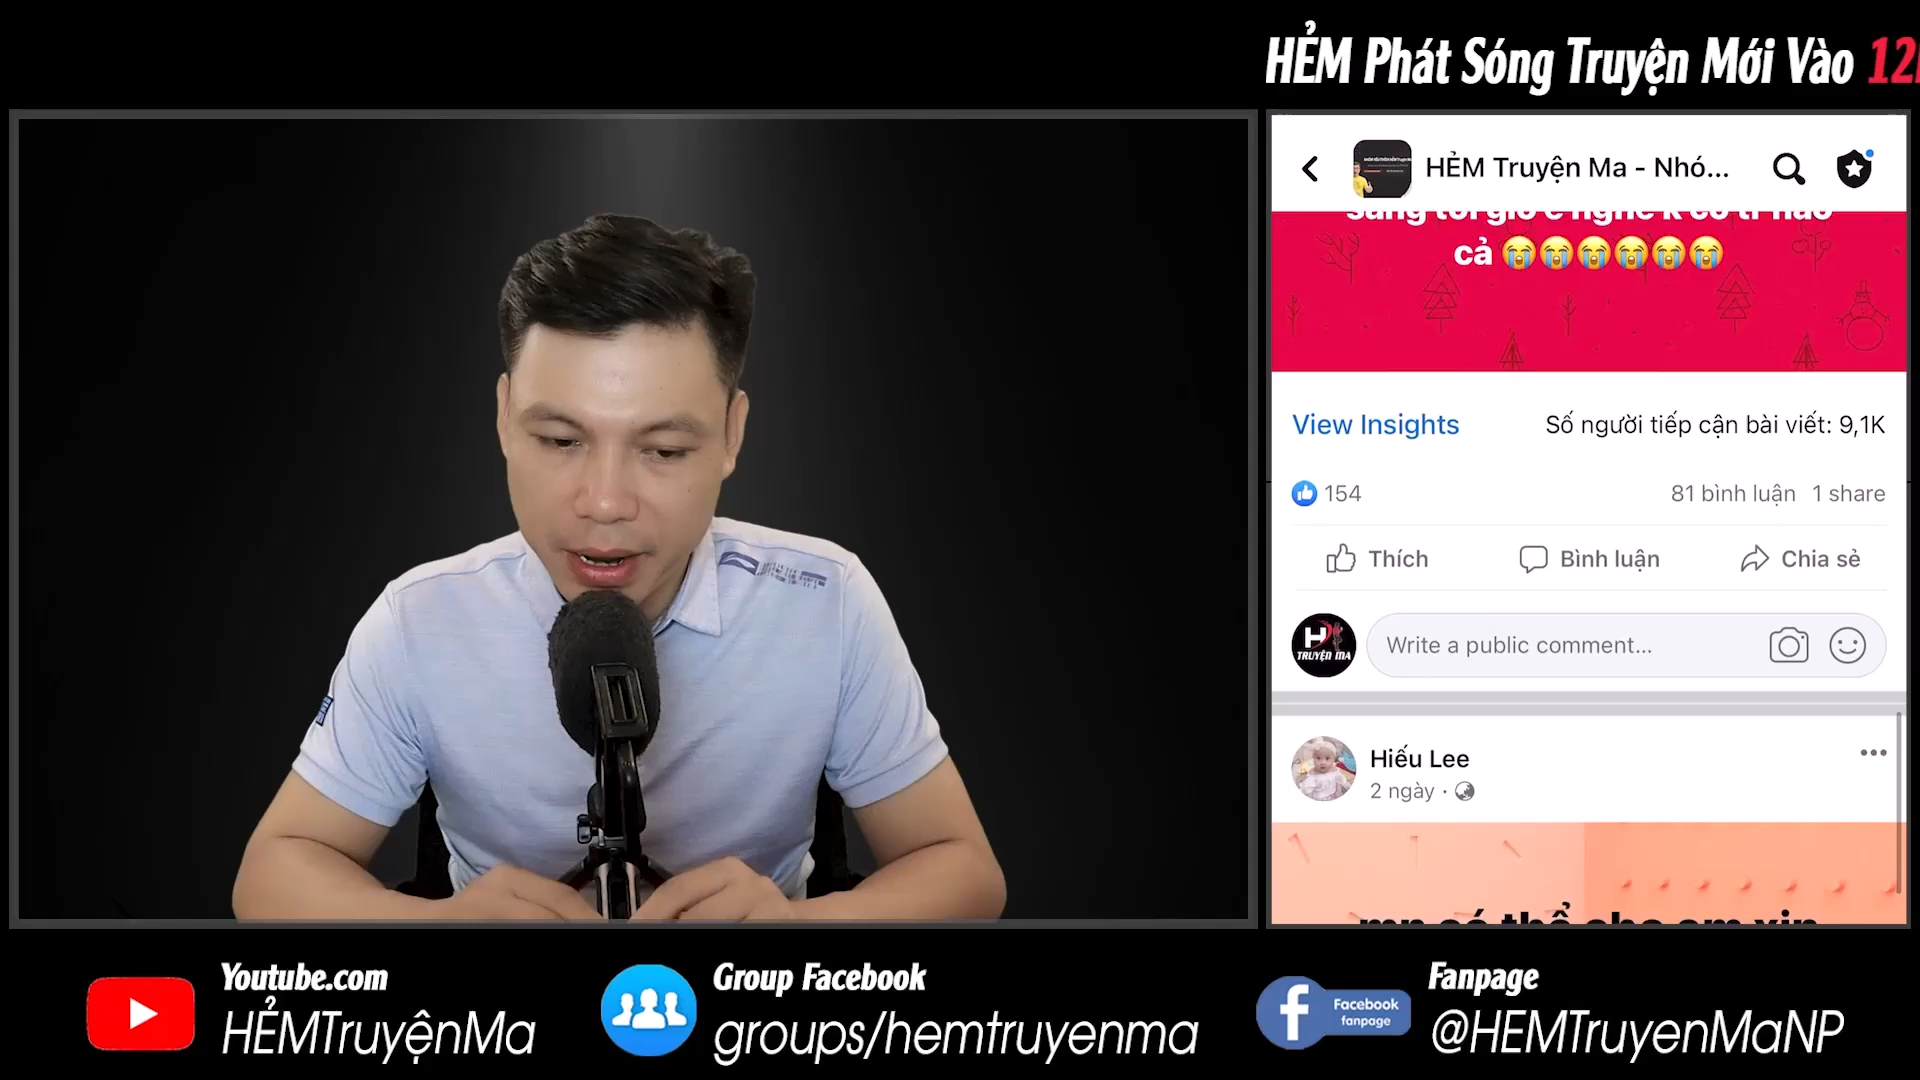 HẺM Phát Sóng Truyện Mới Vào
HẺM Truyện Ma - Nhó...
cả 😭😭😭😭😭😭
View Insights
Số người tiếp cận bài viết: 9,1K
154
81 bình luận 1 share
Thích
Bình luận
Chia sẻ
H
TRUYỆN MA
Write a public comment...
Hiếu Lee
2 ngày ·
Youtube.com
HẺMTruyệnMa
Group Facebook
groups/hemtruyenma
Facebook
fanpage
Fanpage
@HEMTruyenMaNP